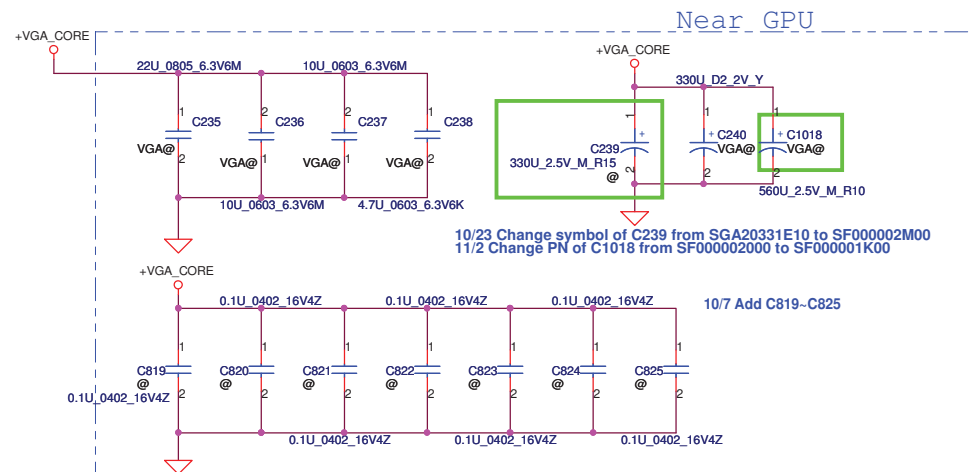 Near GPU
+VGA_CORE
+VGA_CORE
22U_0805_6.3V6M
10U_0603_6.3V6M
330U_D2_2V_Y
1
2
2
1
1
1
1
C235
C236
C237
C238
+
+
C240
C1018
VGA@
VGA@
VGA@
VGA@
C239
VGA@
VGA@
2
1
1
2
330U_2.5V_M_R15
@
2
2
2
10U_0603_6.3V6M
4.7U_0603_6.3V6K
560U_2.5V_M_R10
10/23 Change symbol of C239 from SGA20331E10 to SF000002M00
11/2 Change PN of C1018 from SF000002000 to SF000001K00
+VGA_CORE
0.1U_0402_16V4Z
0.1U_0402_16V4Z
0.1U_0402_16V4Z
10/7 Add C819~C825
1
1
1
1
1
1
1
C819
C820
C821
C822
C823
C824
C825
@
@
@
@
@
@
@
2
2
2
2
2
2
2
0.1U_0402_16V4Z
0.1U_0402_16V4Z
0.1U_0402_16V4Z
0.1U_0402_16V4Z